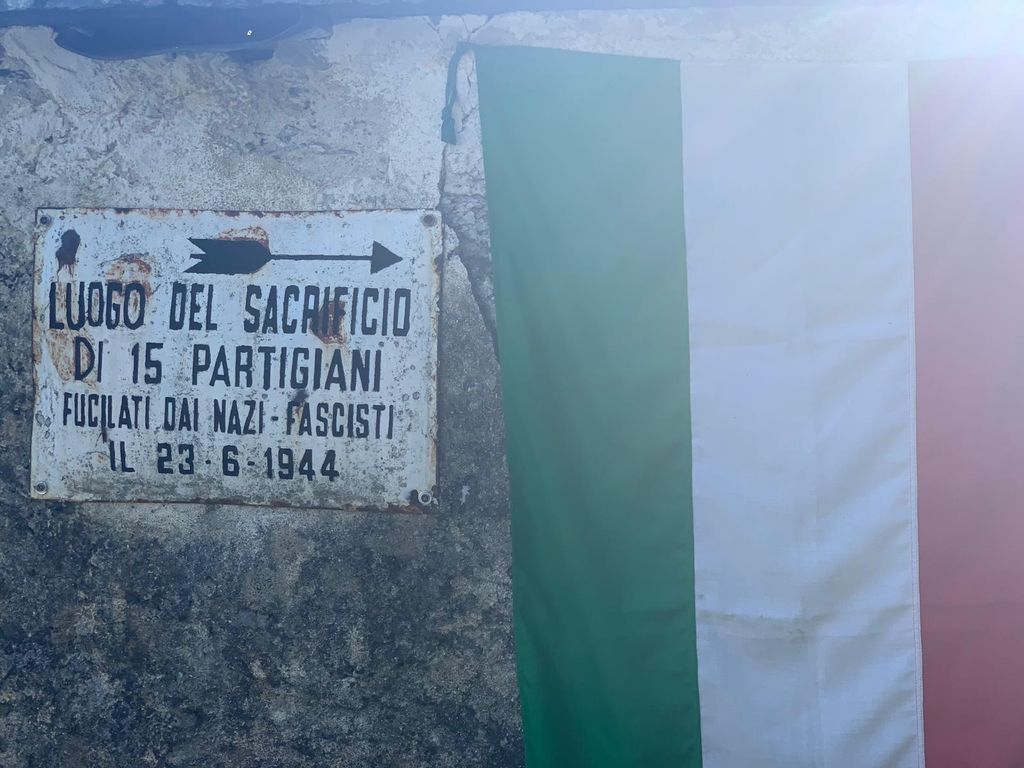 LUOGO DEL SACRIFICIO
DI 15 PARTIGIANI
FUCILATI DAI NAZI-FASCISTI
IL 23-6-1944